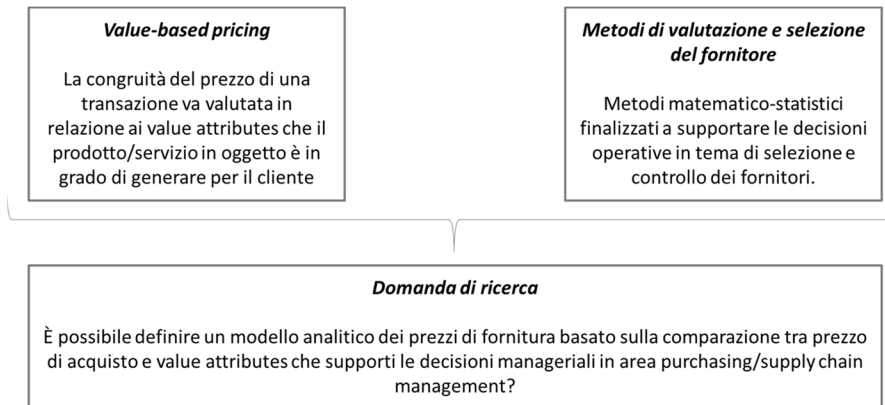 Value-based pricing
La congruità del prezzo di una
transazione va valutata in
relazione ai value attributes che il
prodotto/servizio in oggetto è in
grado di generare per il cliente
Metodi di valutazione e selezione
del fornitore
Metodi matematico-statistici
finalizzati a supportare le decisioni
operative in tema di selezione e
controllo dei fornitori.
Domanda di ricerca
È possibile definire un modello analitico dei prezzi di fornitura basato sulla comparazione tra prezzo
di acquisto e value attributes che supporti le decisioni manageriali in area purchasing/supply chain
management?